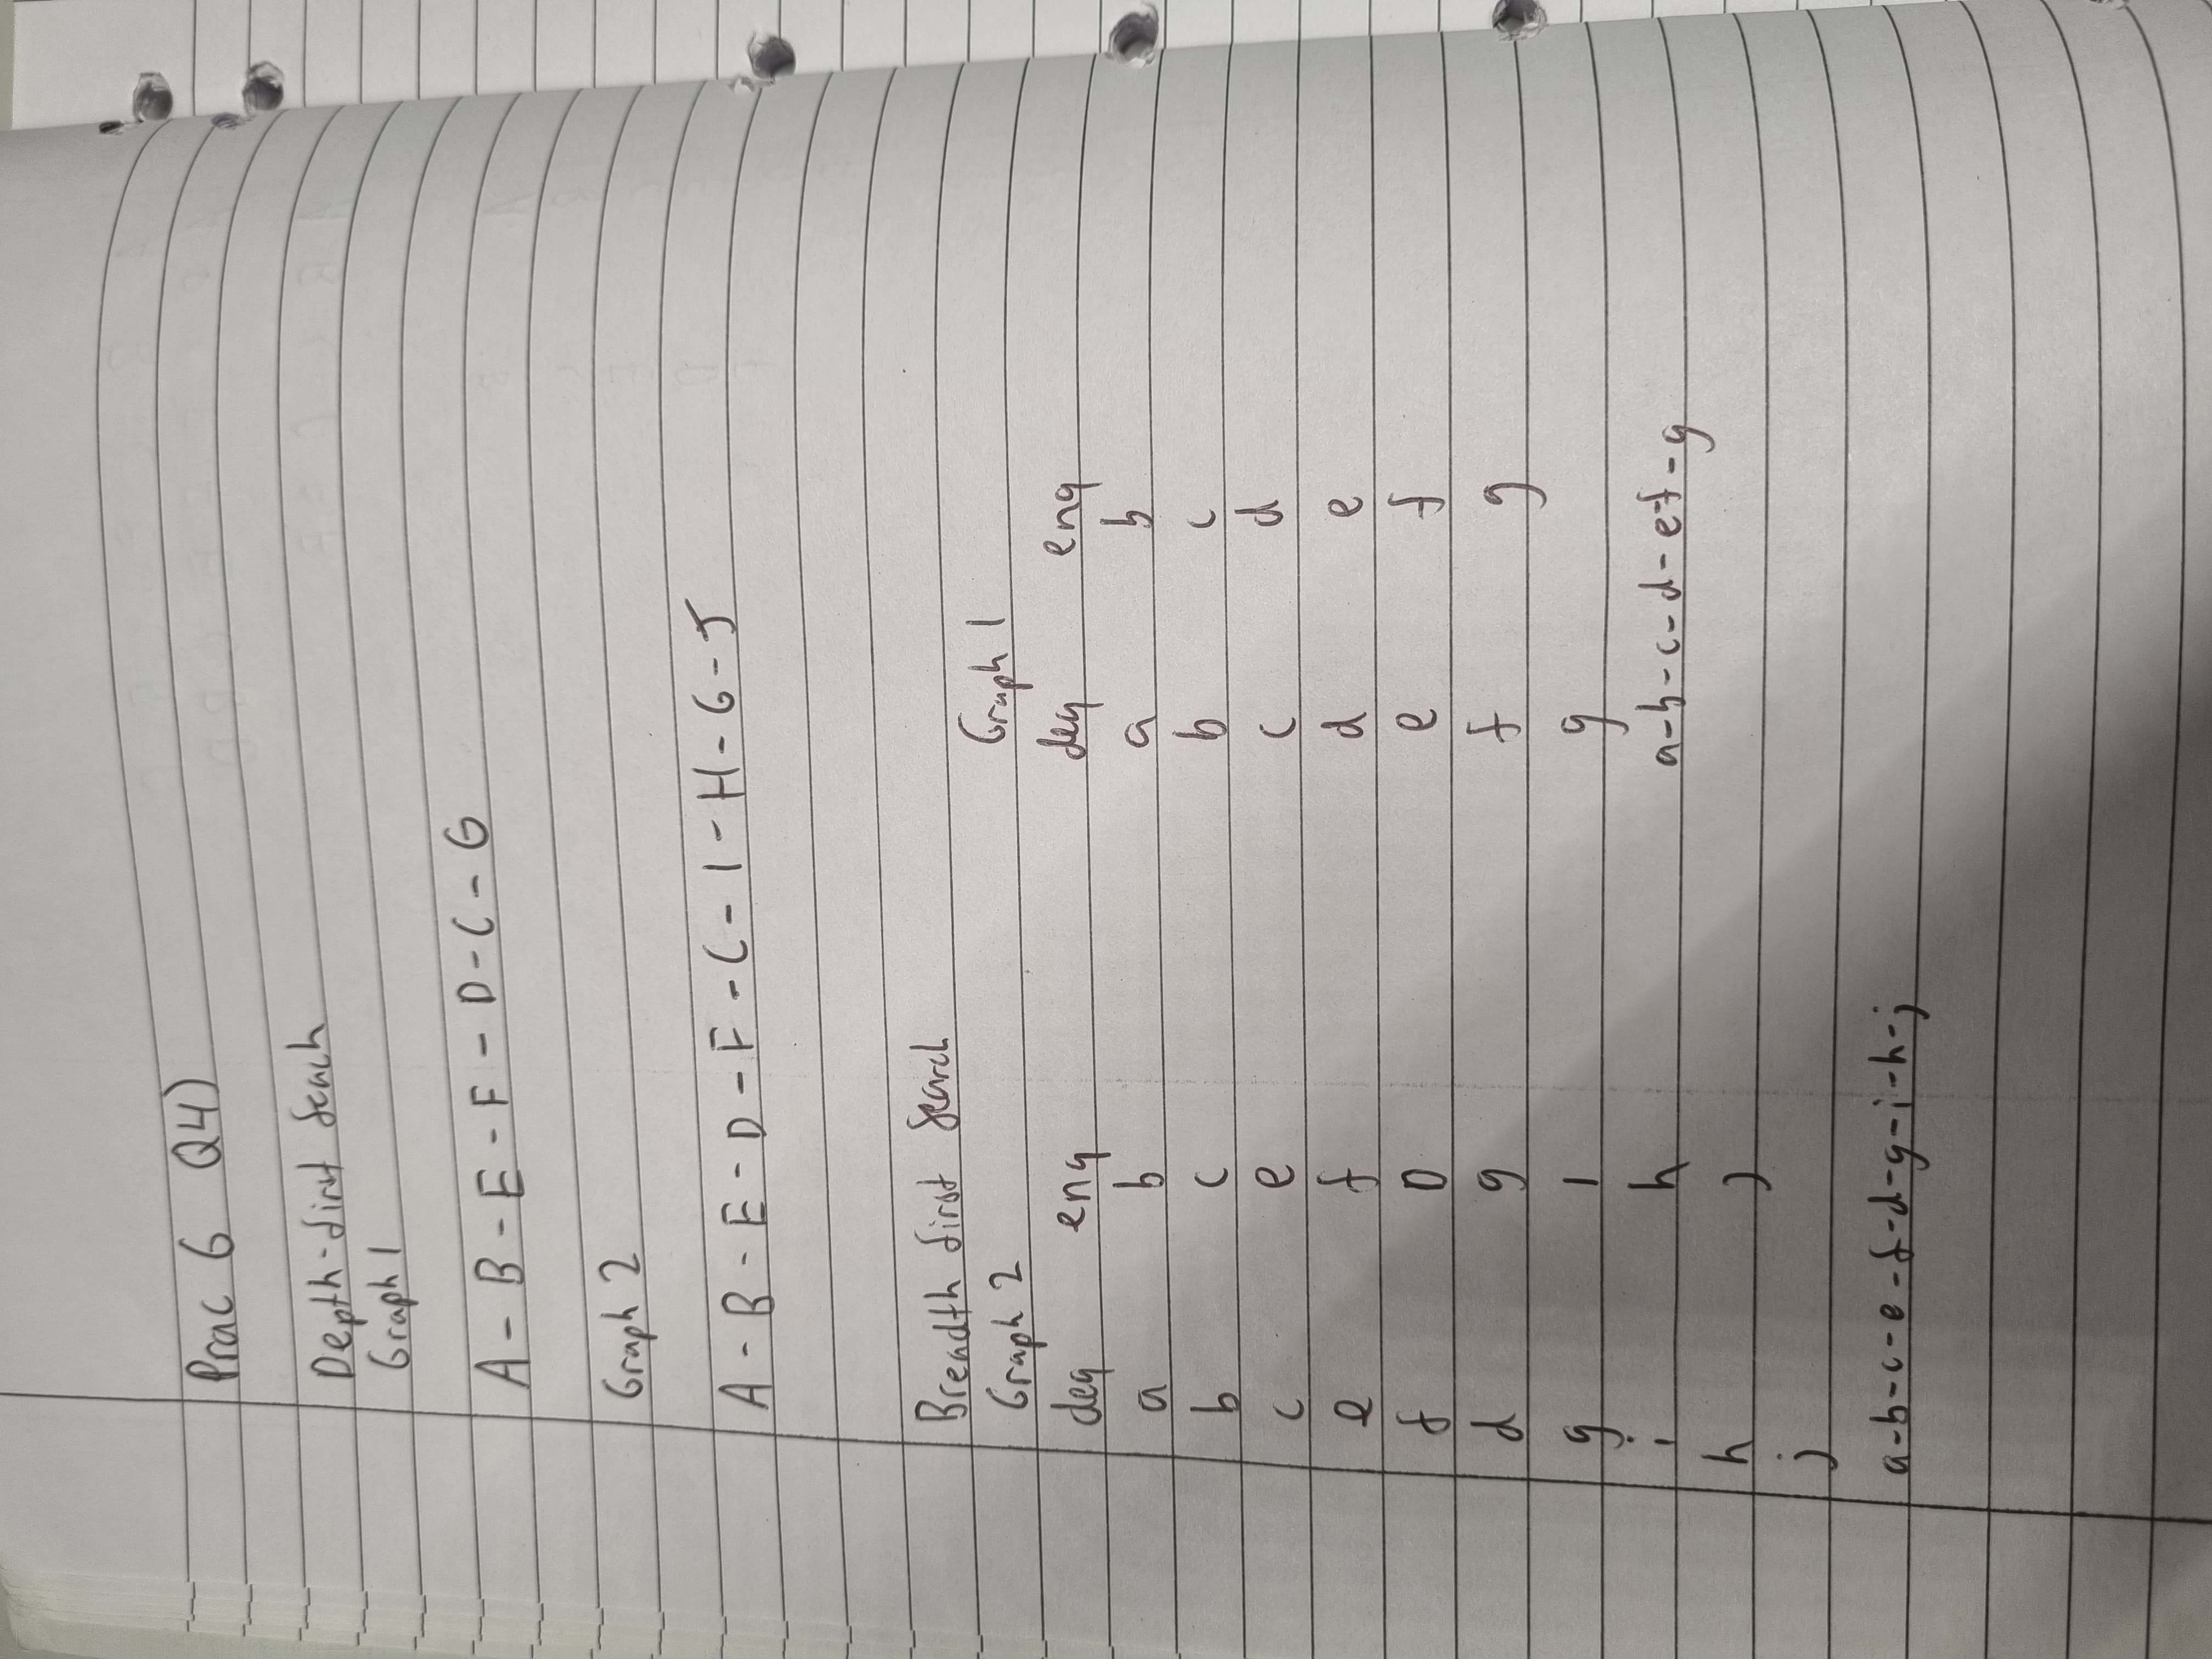 Prac 6 Q4)
Depth-first seach
Graph 1
A - B - E - F - D - C - G
Graph 2
A - B - E - D - F - C - I - H - G - J
Breadth first search
Graph 2 Graph 1
deq enq deq enq
a b a b
b c b c
c e c d
e f d e
f D e f
d g f g
g I g
i h a-b-c-d-e-f-g
h j
j
a-b-c-e-f-d-g-i-h-j